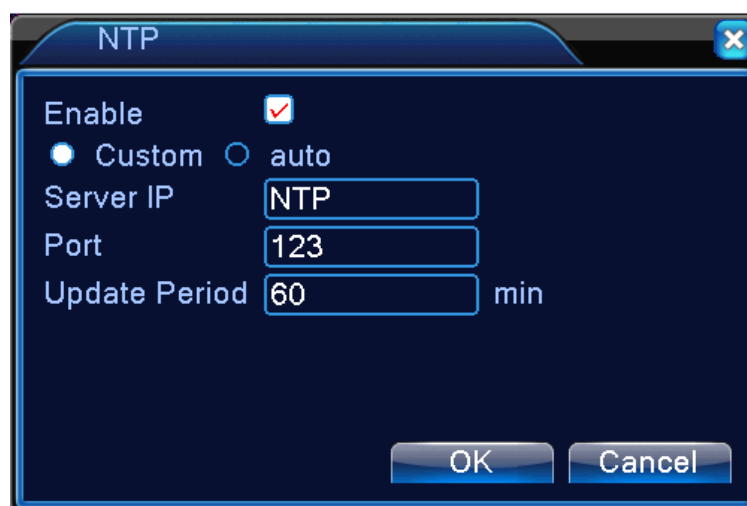 NTP
Enable
Custom auto
Server IP NTP
Port 123
Update Period 60 min
OK Cancel